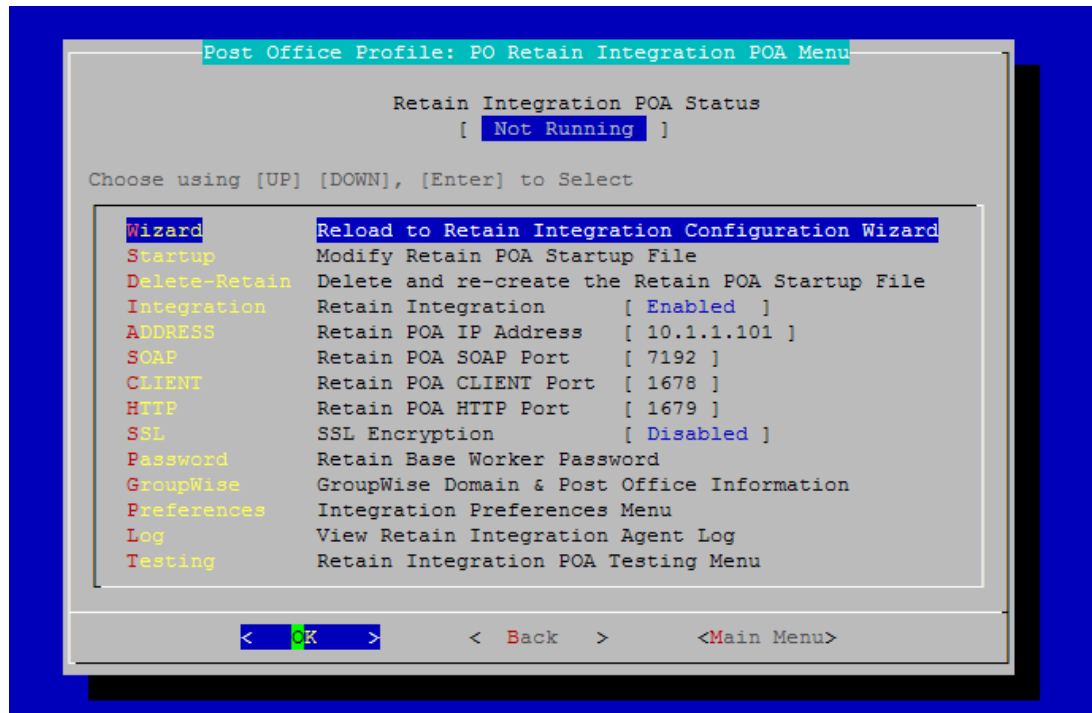 Post Office Profile: PO Retain Integration POA Menu
Retain Integration POA Status
[ Not Running ]
Choose using [UP] [DOWN], [Enter] to Select
Wizard Reload to Retain Integration Configuration Wizard
Startup Modify Retain POA Startup File
Delete-Retain Delete and re-create the Retain POA Startup File
Integration Retain Integration [ Enabled ]
ADDRESS Retain POA IP Address [ 10.1.1.101 ]
SOAP Retain POA SOAP Port [ 7192 ]
CLIENT Retain POA CLIENT Port [ 1678 ]
HTTP Retain POA HTTP Port [ 1679 ]
SSL SSL Encryption [ Disabled ]
Password Retain Base Worker Password
GroupWise GroupWise Domain & Post Office Information
Preferences Integration Preferences Menu
Log View Retain Integration Agent Log
Testing Retain Integration POA Testing Menu
< OK > < Back > <Main Menu>